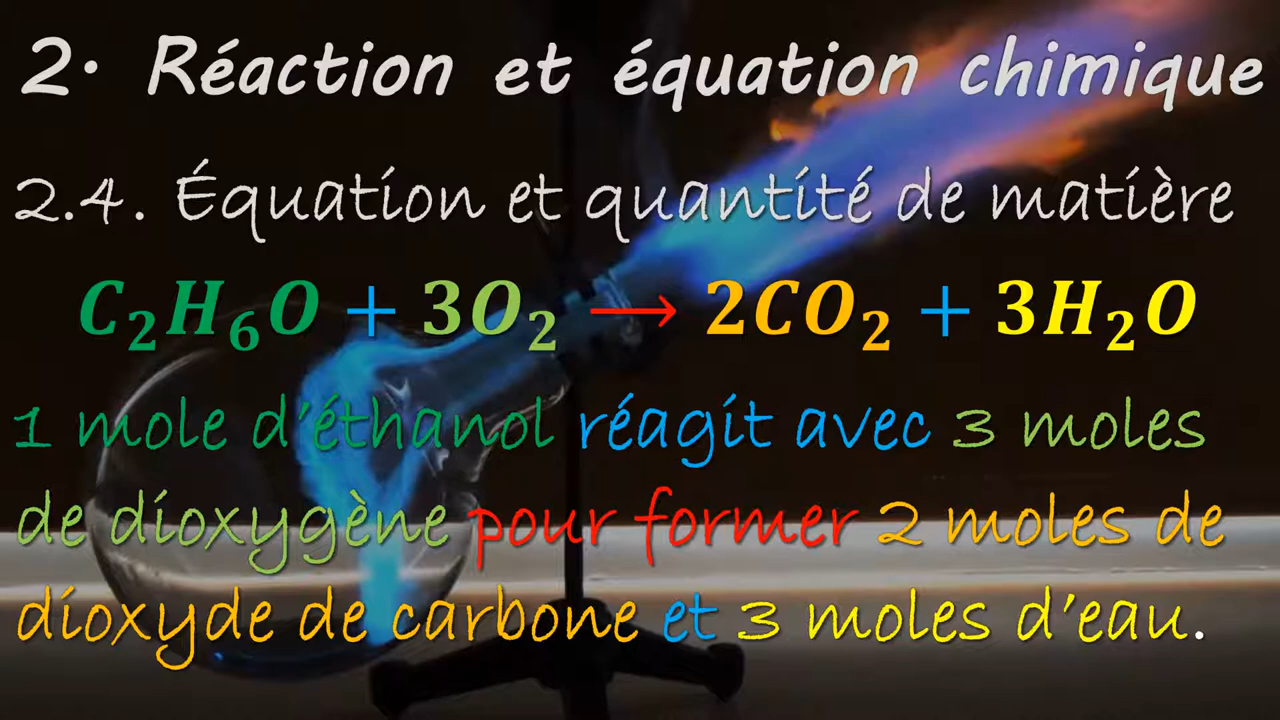 2. Réaction et équation chimique
2.4. Équation et quantité de matière
C₂H₆O + 3O₂ → 2CO₂ + 3H₂O
1 mole d'éthanol réagit avec 3 moles
de dioxygène pour former 2 moles de
dioxyde de carbone et 3 moles d'eau.